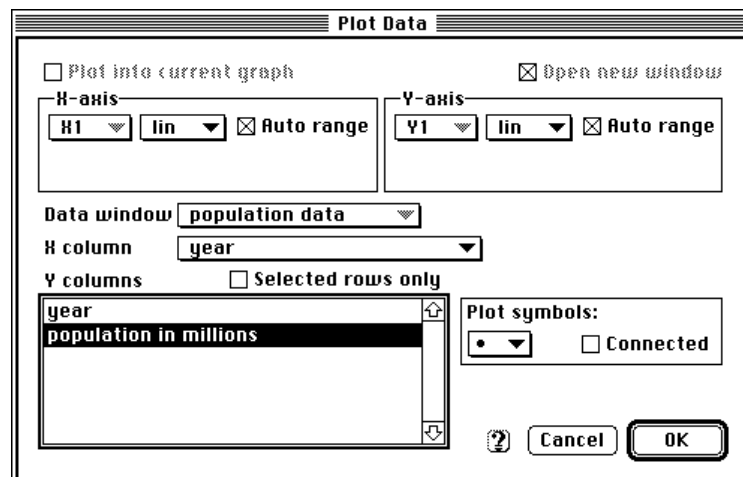 Plot Data
Plot into current graph Open new window
X-axis Y-axis
X1 lin Auto range Y1 lin Auto range
Data window population data
X column year
Y columns Selected rows only
year
population in millions
Plot symbols:
Connected
? Cancel OK